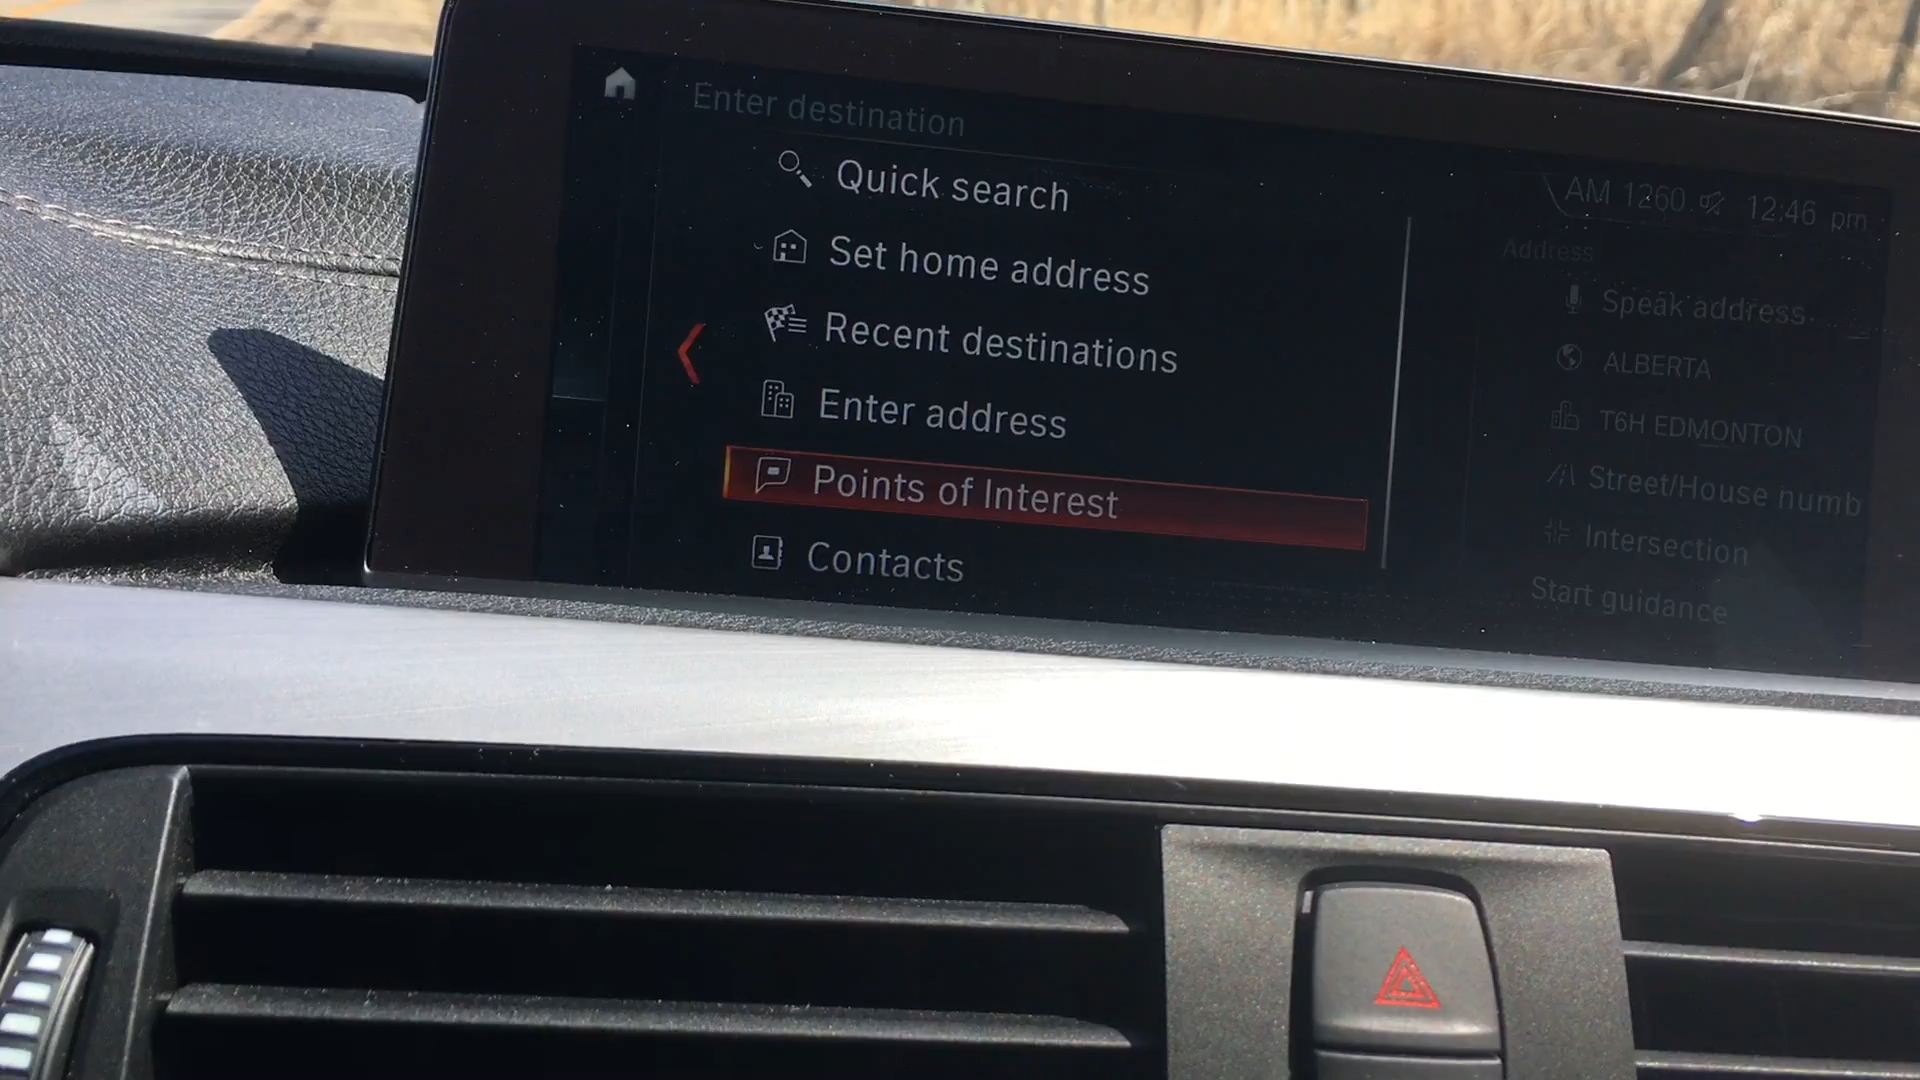 Enter destination
Quick search
Set home address
Recent destinations
Enter address
Points of Interest
Contacts
AM 1260 12:46 pm
Address
Speak address
ALBERTA
T6H EDMONTON
Street/House numb
Intersection
Start guidance